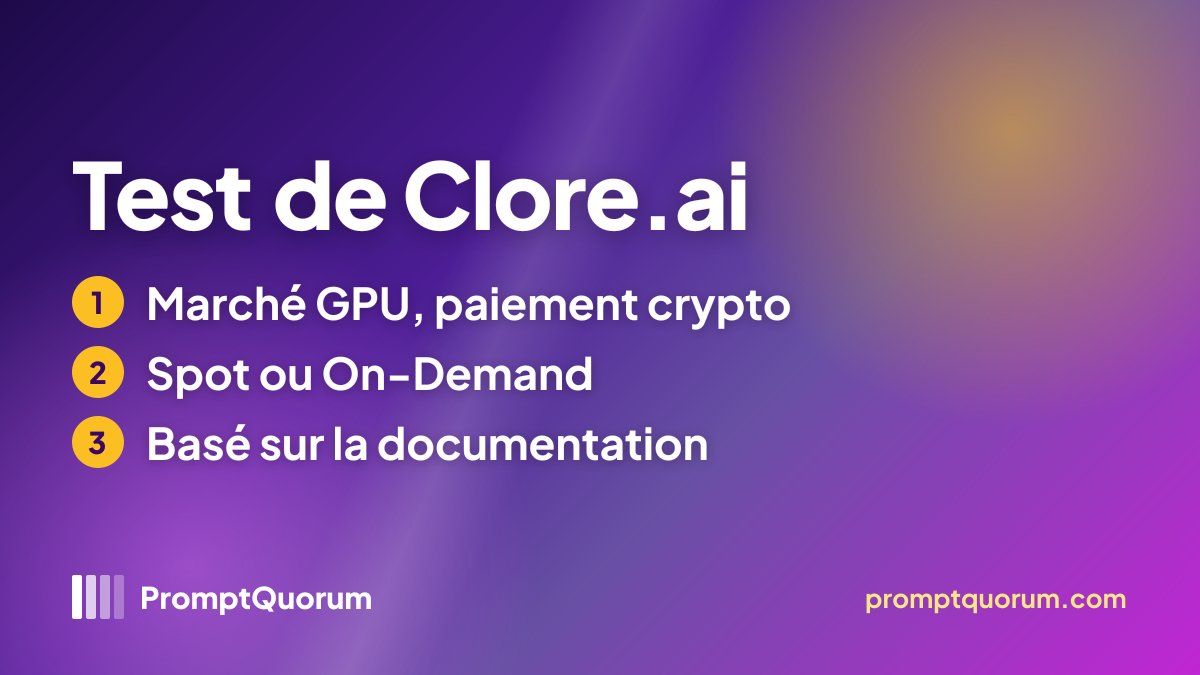 Test de Clore.ai
1 Marché GPU, paiement crypto
2 Spot ou On-Demand
3 Basé sur la documentation
PromptQuorum
promptquorum.com